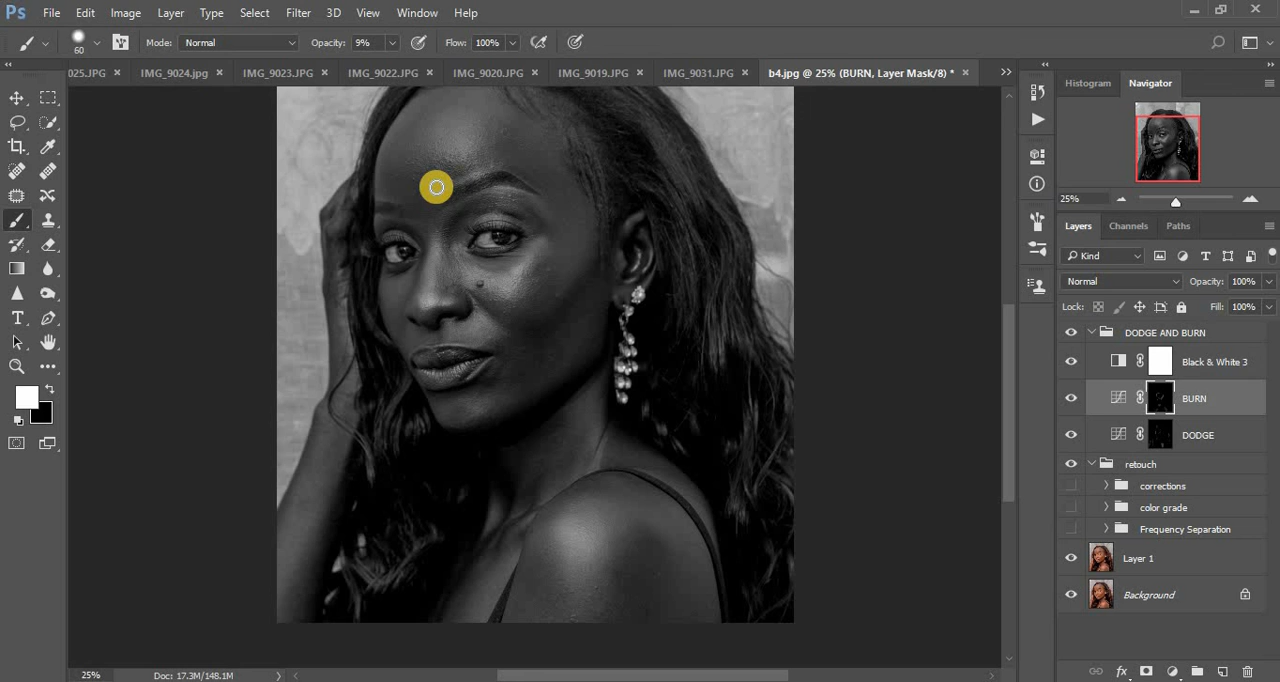 Ps File Edit Image Layer Type Select Filter 3D View Window Help
60 Mode: Normal Opacity: 9% Flow: 100%
025.JPG × IMG_9024.jpg × IMG_9023.JPG × IMG_9022.JPG × IMG_9020.JPG × IMG_9019.JPG × IMG_9031.JPG × b4.jpg @ 25% (BURN, Layer Mask/8) * ×
Histogram Navigator
25%
Layers Channels Paths
Kind
Normal Opacity: 100%
Lock: Fill: 100%
DODGE AND BURN
Black & White 3
BURN
DODGE
retouch
corrections
color grade
Frequency Separation
Layer 1
Background
25% Doc: 17.3M/148.1M